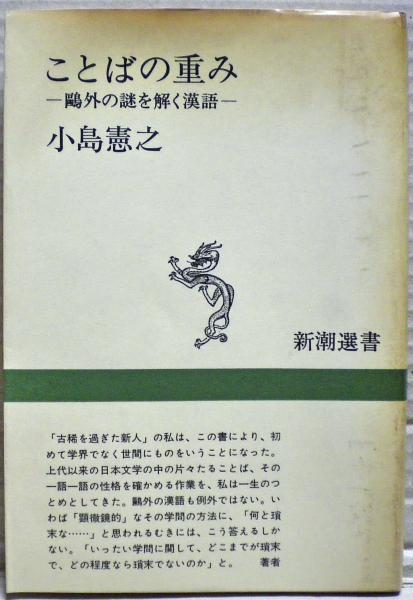 ことばの重み
―鷗外の謎を解く漢語―
小島憲之
新潮選書
「古稀を過ぎた新人」の私は、この書により、初
めて学界でなく世間にものをいうことになった。
上代以来の日本文学の中の片々たることば、その
一語一語の性格を確かめる作業を、私は一生のつ
とめとしてきた。鷗外の漢語も例外ではない。い
わば「顕微鏡的」なその学問の方法に、「何と瑣
末な……」と思われるむきには、こう答えるしか
ない。「いったい学問に関して、どこまでが瑣末
で、どの程度なら瑣末でないのか」と。　著者